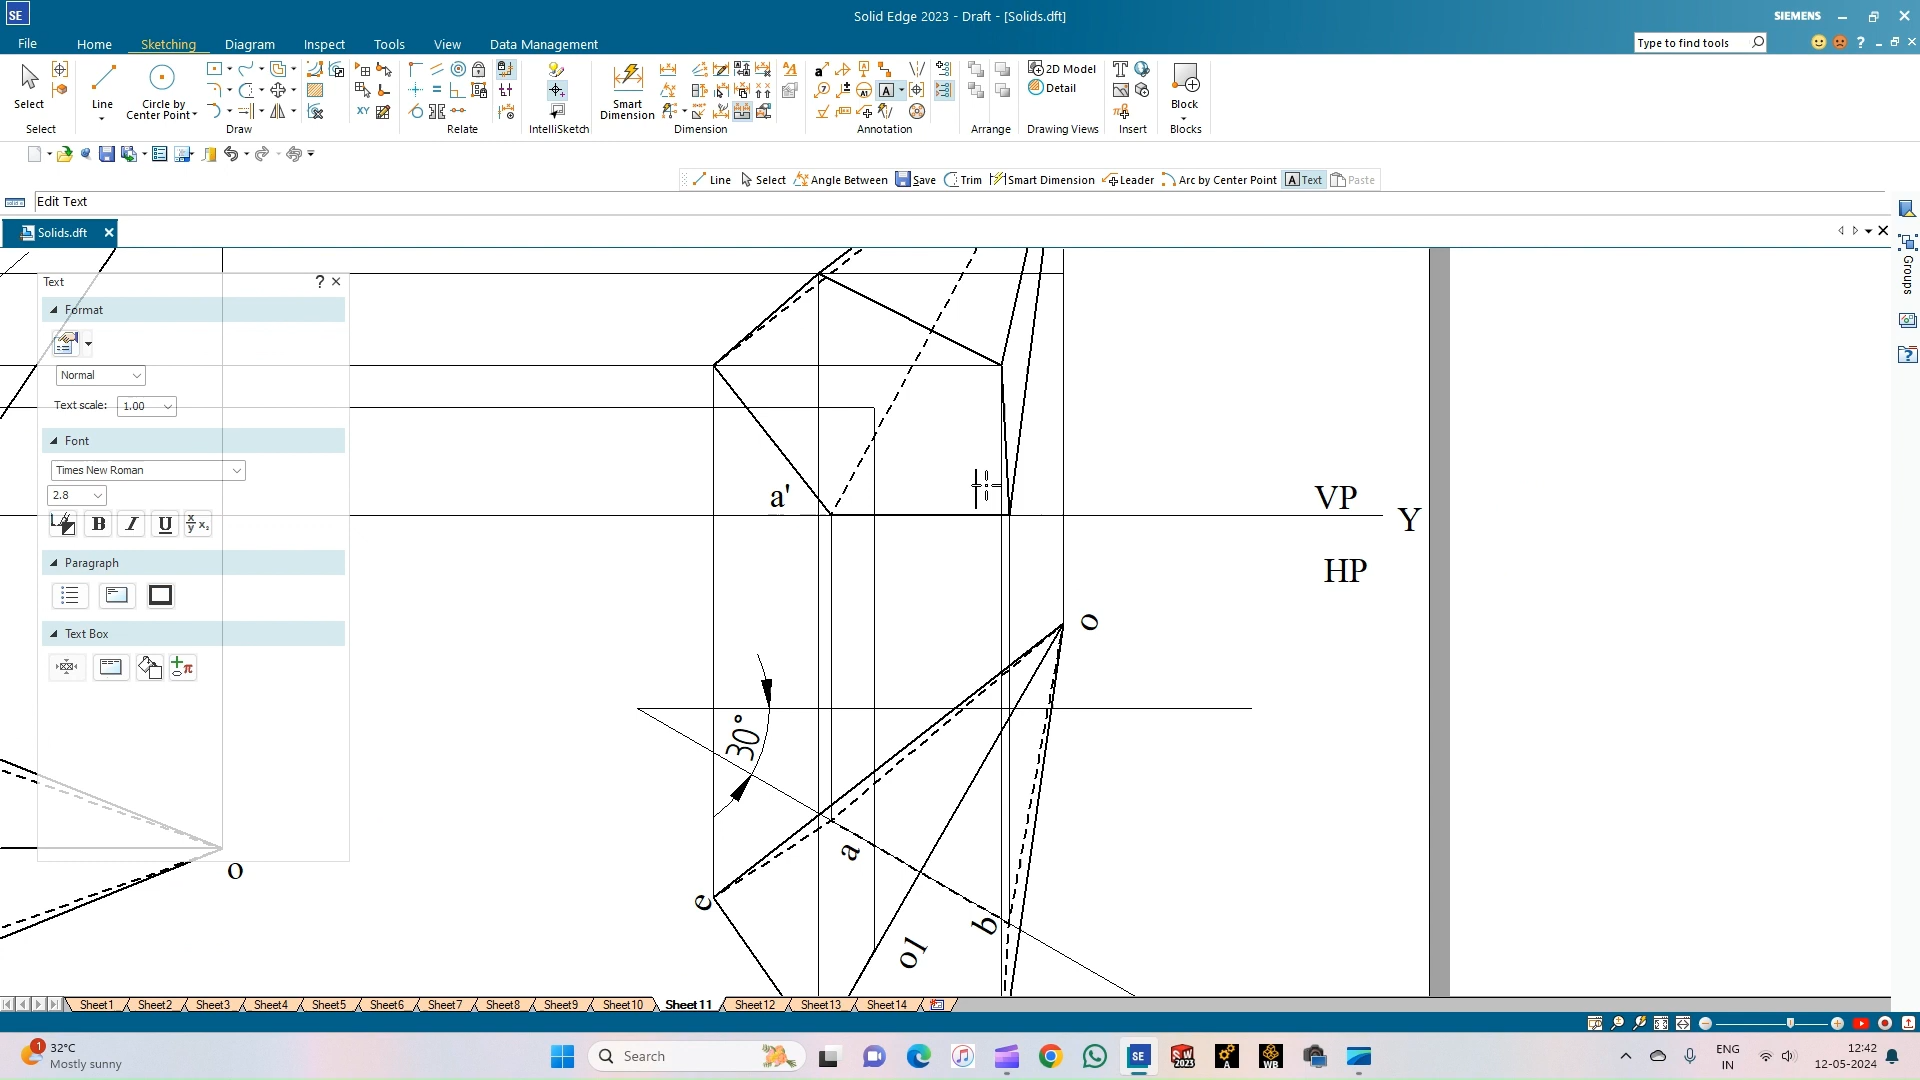 SE
Solid Edge 2023 - Draft - [Solids.dft]
SIEMENS
File
Home
Sketching
Diagram
Inspect
Tools
View
Data Management
Type to find tools
Select
Line
Circle by
Center Point
Smart
Dimension
2D Model
Detail
Block
Select
Draw
Relate
IntelliSketch
Dimension
Annotation
Arrange
Drawing Views
Insert
Blocks
Line
Select
Angle Between
Save
Trim
Smart Dimension
Leader
Arc by Center Point
Text
Paste
Edit Text
Solids.dft
Groups
Text
Format
Normal
Text scale:
1.00
Font
Times New Roman
2.8
B
I
U
Paragraph
Text Box
a'
VP
Y
HP
o
30°
a
e
b
o1
o
Sheet1
Sheet2
Sheet3
Sheet4
Sheet5
Sheet6
Sheet7
Sheet8
Sheet9
Sheet10
Sheet11
Sheet12
Sheet13
Sheet14
1
32°C
Mostly sunny
Search
SE
ENG
IN
12:42
12-05-2024